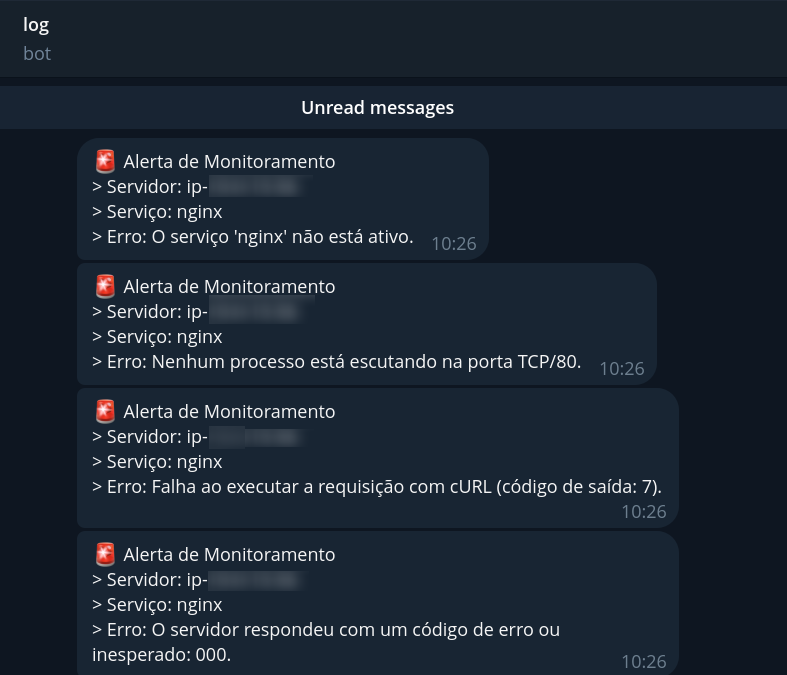 log
bot
Unread messages
🚨 Alerta de Monitoramento
> Servidor: ip-
> Serviço: nginx
> Erro: O serviço 'nginx' não está ativo. 10:26
🚨 Alerta de Monitoramento
> Servidor: ip-
> Serviço: nginx
> Erro: Nenhum processo está escutando na porta TCP/80. 10:26
🚨 Alerta de Monitoramento
> Servidor: ip-
> Serviço: nginx
> Erro: Falha ao executar a requisição com cURL (código de saída: 7).
10:26
🚨 Alerta de Monitoramento
> Servidor: ip-
> Serviço: nginx
> Erro: O servidor respondeu com um código de erro ou
inesperado: 000. 10:26